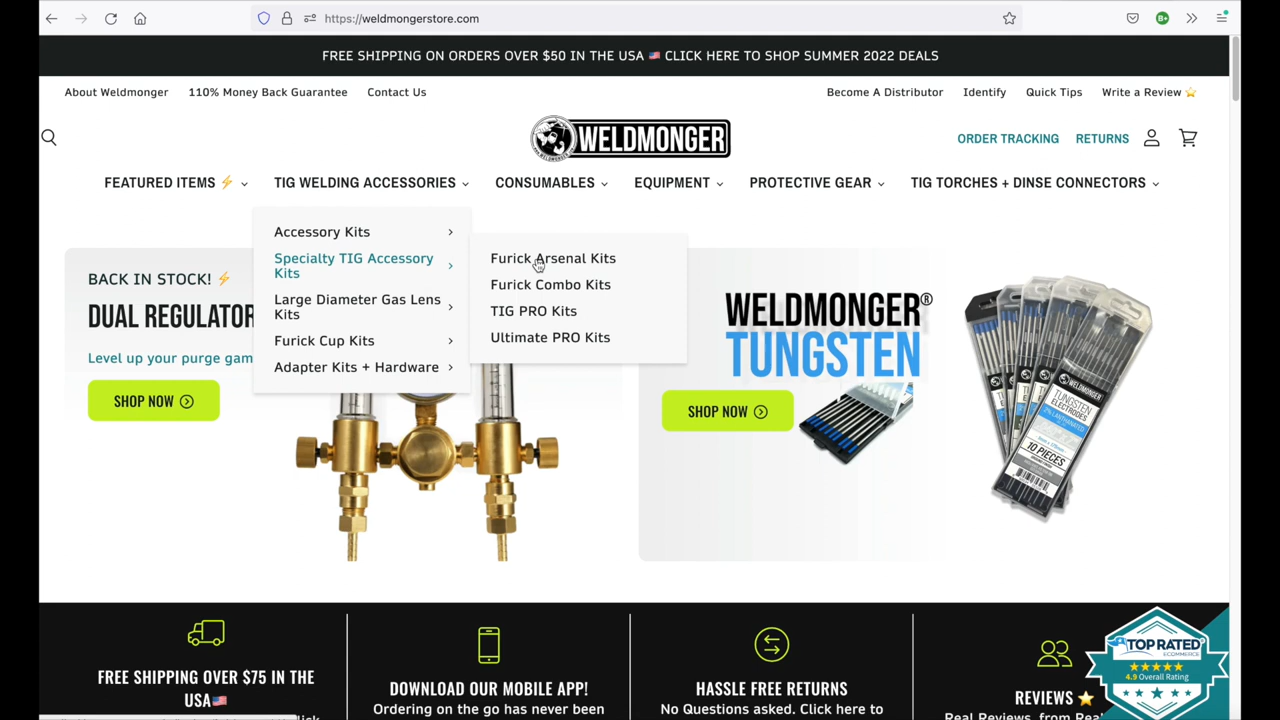 https://weldmongerstore.com
FREE SHIPPING ON ORDERS OVER $50 IN THE USA 🇺🇸 CLICK HERE TO SHOP SUMMER 2022 DEALS
About Weldmonger 110% Money Back Guarantee Contact Us
Become A Distributor Identify Quick Tips Write a Review ⭐
WELDMONGER
ORDER TRACKING RETURNS
FEATURED ITEMS ⚡ TIG WELDING ACCESSORIES CONSUMABLES EQUIPMENT PROTECTIVE GEAR TIG TORCHES + DINSE CONNECTORS
Accessory Kits
Specialty TIG Accessory
Kits
Large Diameter Gas Lens
Kits
Furick Cup Kits
Adapter Kits + Hardware
Furick Arsenal Kits
Furick Combo Kits
TIG PRO Kits
Ultimate PRO Kits
BACK IN STOCK! ⚡
DUAL REGULATOR
Level up your purge gam
SHOP NOW
WELDMONGER®
TUNGSTEN
SHOP NOW
WELDMONGER
TUNGSTEN
ELECTRODES
2% LANTHANATED
10 PIECES
FREE SHIPPING OVER $75 IN THE
USA🇺🇸
DOWNLOAD OUR MOBILE APP!
Ordering on the go has never been
HASSLE FREE RETURNS
No Questions asked. Click here to
REVIEWS ⭐
Real Reviews, from Real
TOP RATED
ECOMMERCE
4.9 Overall Rating